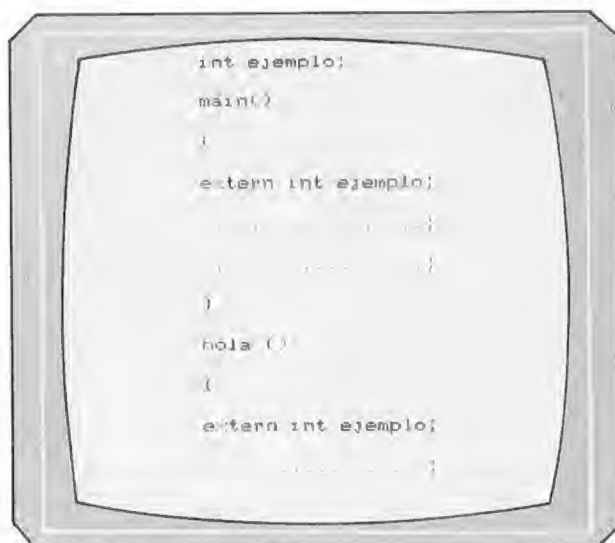 int ejemplo;
main()
{
extern int ejemplo;
.................;
.................;
}
hola ()
{
extern int ejemplo;
.................;